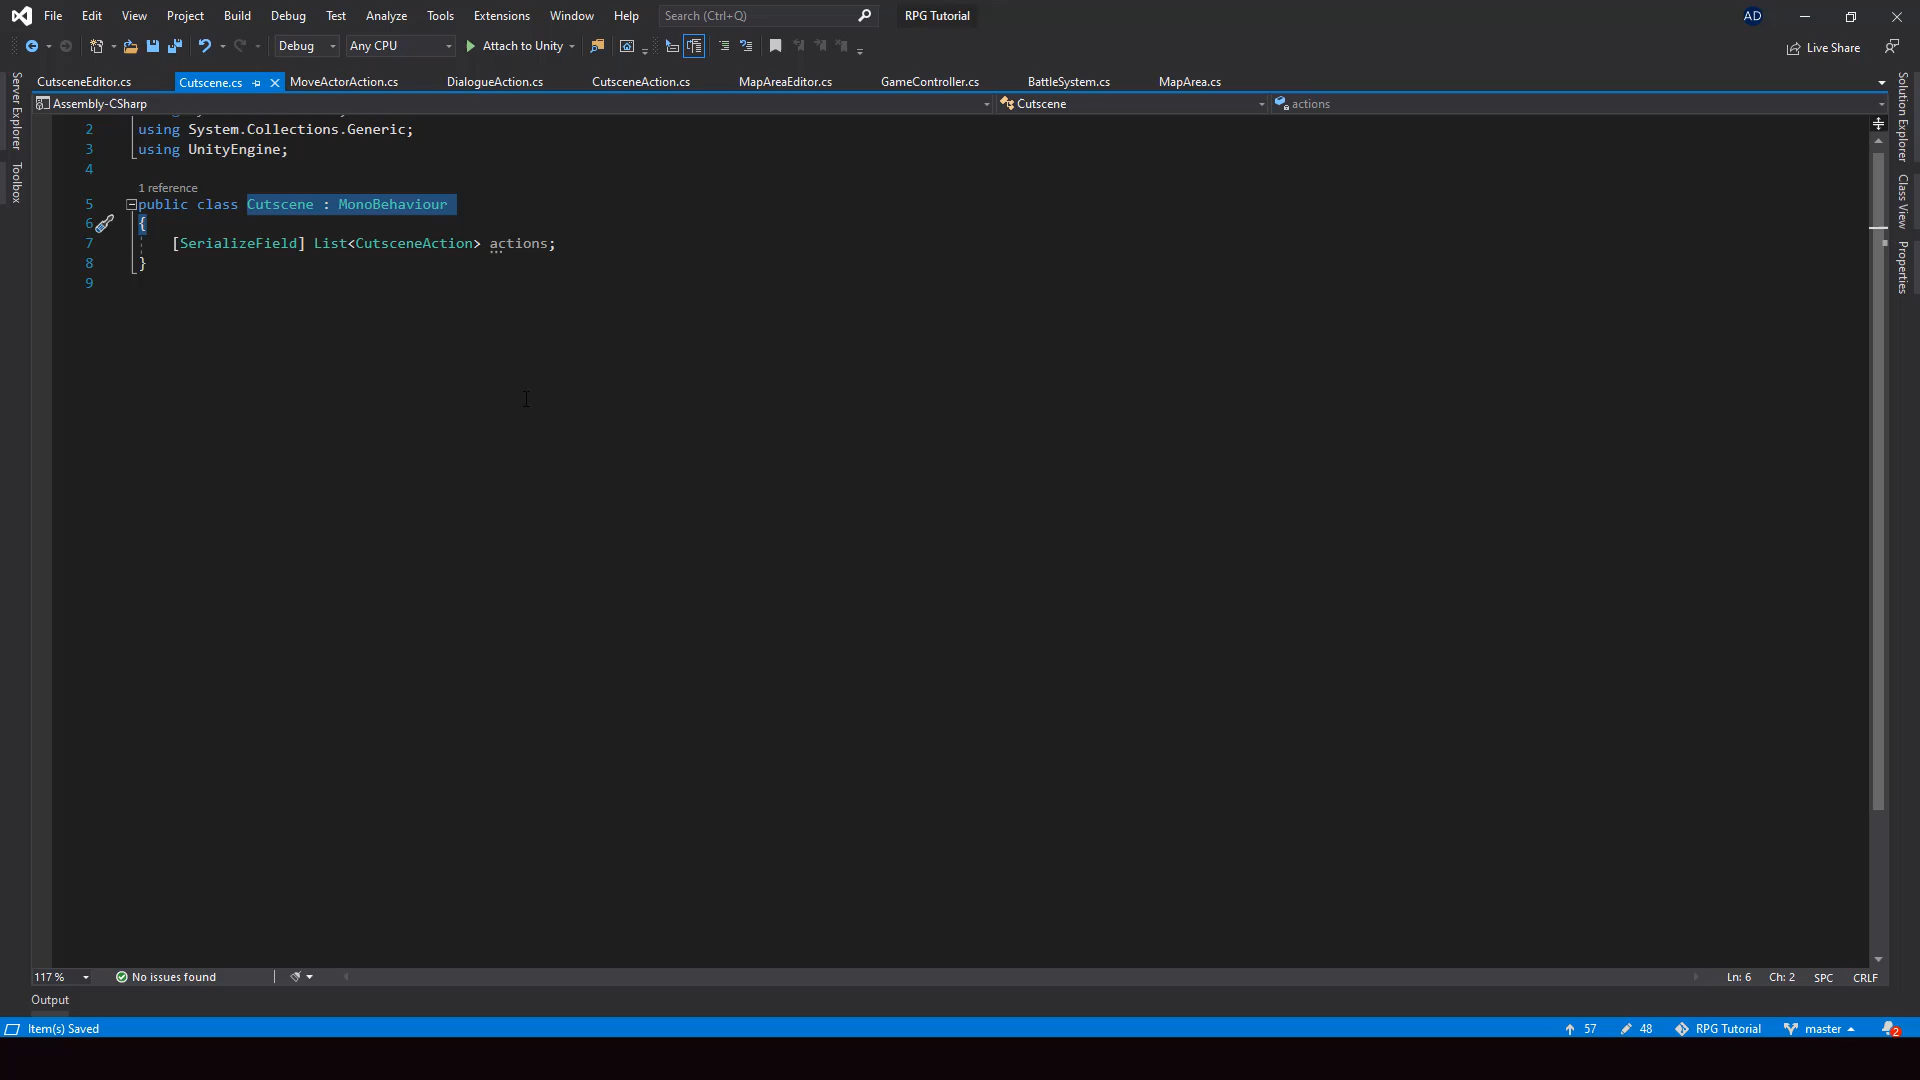 File Edit View Project Build Debug Test Analyze Tools Extensions Window Help Search (Ctrl+Q) RPG Tutorial AD
Debug Any CPU Attach to Unity Live Share
CutsceneEditor.cs Cutscene.cs MoveActorAction.cs DialogueAction.cs CutsceneAction.cs MapAreaEditor.cs GameController.cs BattleSystem.cs MapArea.cs
Assembly-CSharp Cutscene actions
Server Explorer
Toolbox
Solution Explorer
Class View
Properties
2 using System.Collections.Generic;
3 using UnityEngine;
4
1 reference
5 public class Cutscene : MonoBehaviour
6 {
7 [SerializeField] List<CutsceneAction> actions;
8 }
9
117 % No issues found Ln: 6 Ch: 2 SPC CRLF
Output
Item(s) Saved 57 48 RPG Tutorial master 2